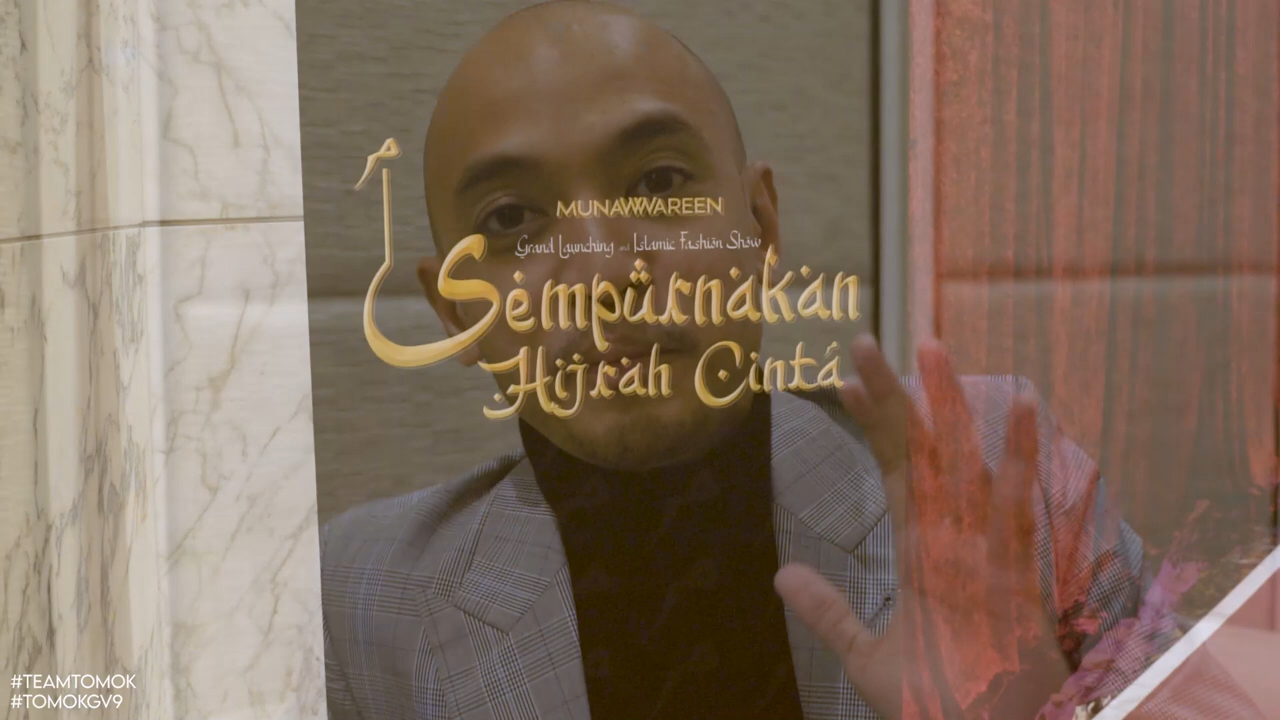 MUNAWWAREEN
Grand Launching and Islamic Fashion Show
Sempurnakan
Hijrah Cinta
#TEAMTOMOK
#TOMOKGV9